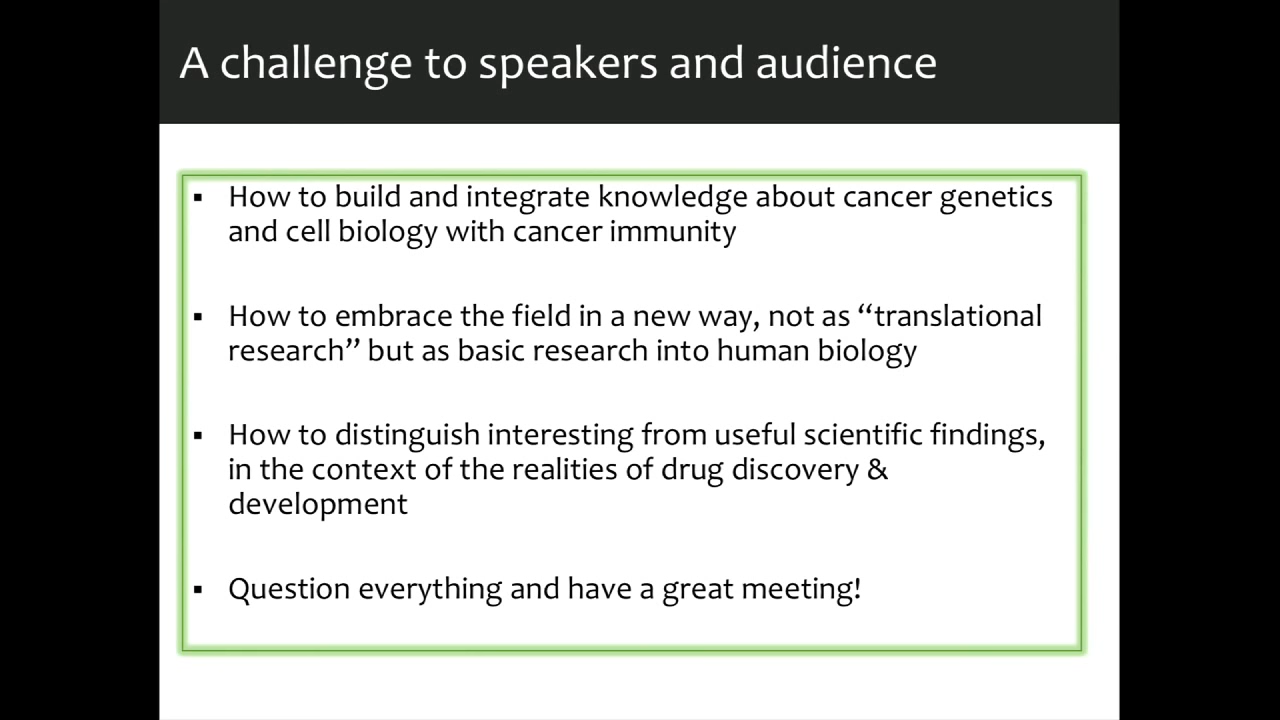 A challenge to speakers and audience
▪ How to build and integrate knowledge about cancer genetics
and cell biology with cancer immunity
▪ How to embrace the field in a new way, not as “translational
research” but as basic research into human biology
▪ How to distinguish interesting from useful scientific findings,
in the context of the realities of drug discovery &
development
▪ Question everything and have a great meeting!